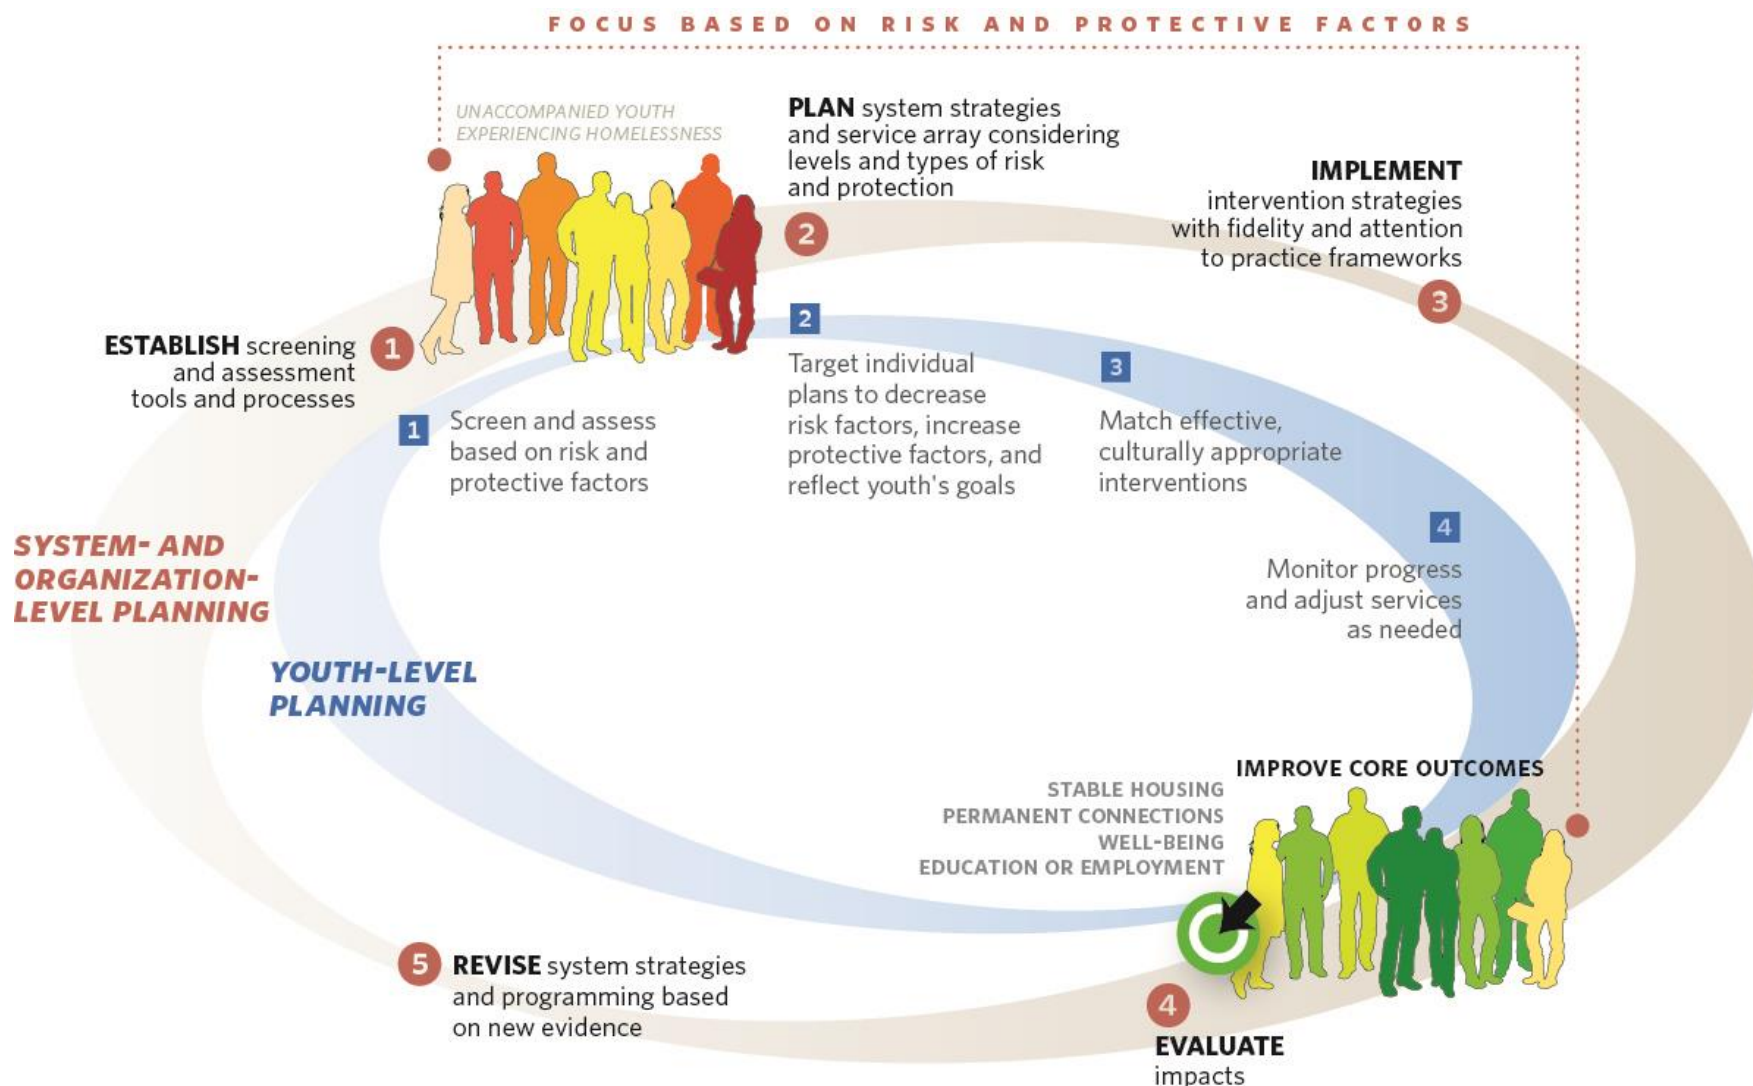 FOCUS BASED ON RISK AND PROTECTIVE FACTORS
UNACCOMPANIED YOUTH
EXPERIENCING HOMELESSNESS
PLAN system strategies
and service array considering
levels and types of risk
and protection
2
IMPLEMENT
intervention strategies
with fidelity and attention
to practice frameworks
3
ESTABLISH screening
and assessment
tools and processes
1
1
Screen and assess
based on risk and
protective factors
2
Target individual
plans to decrease
risk factors, increase
protective factors, and
reflect youth's goals
3
Match effective,
culturally appropriate
interventions
4
Monitor progress
and adjust services
as needed
SYSTEM- AND
ORGANIZATION-
LEVEL PLANNING
YOUTH-LEVEL
PLANNING
IMPROVE CORE OUTCOMES
STABLE HOUSING
PERMANENT CONNECTIONS
WELL-BEING
EDUCATION OR EMPLOYMENT
5
REVISE system strategies
and programming based
on new evidence
4
EVALUATE
impacts